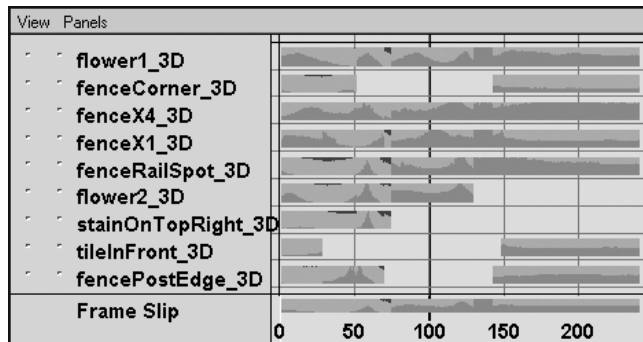 View Panels
flower1_3D
fenceCorner_3D
fenceX4_3D
fenceX1_3D
fenceRailSpot_3D
flower2_3D
stainOnTopRight_3D
tileInFront_3D
fencePostEdge_3D
Frame Slip
0 50 100 150 200